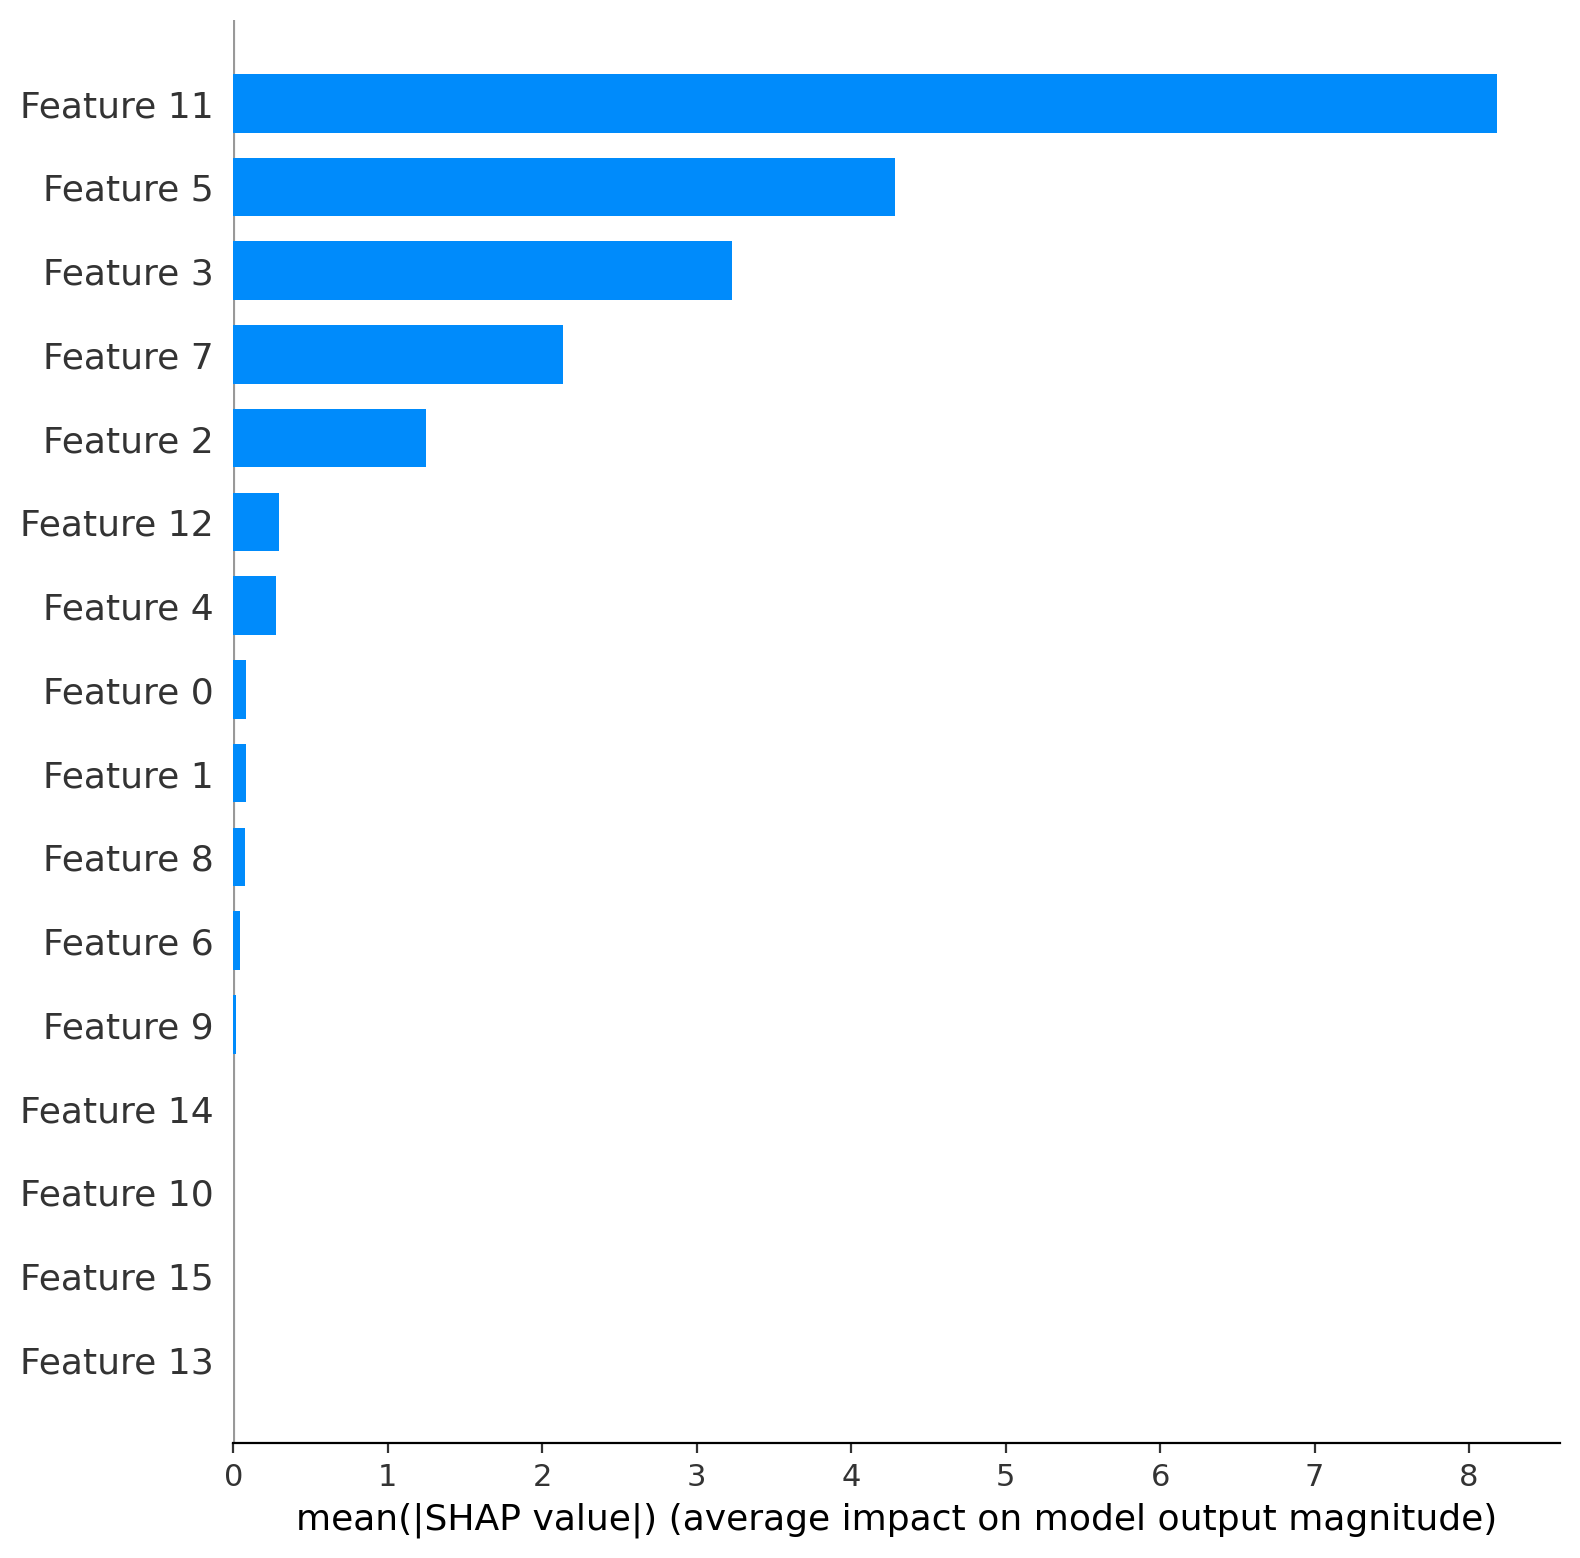 Feature 11
Feature 5
Feature 3
Feature 7
Feature 2
Feature 12
Feature 4
Feature 0
Feature 1
Feature 8
Feature 6
Feature 9
Feature 14
Feature 10
Feature 15
Feature 13
0 1 2 3 4 5 6 7 8
mean(|SHAP value|) (average impact on model output magnitude)